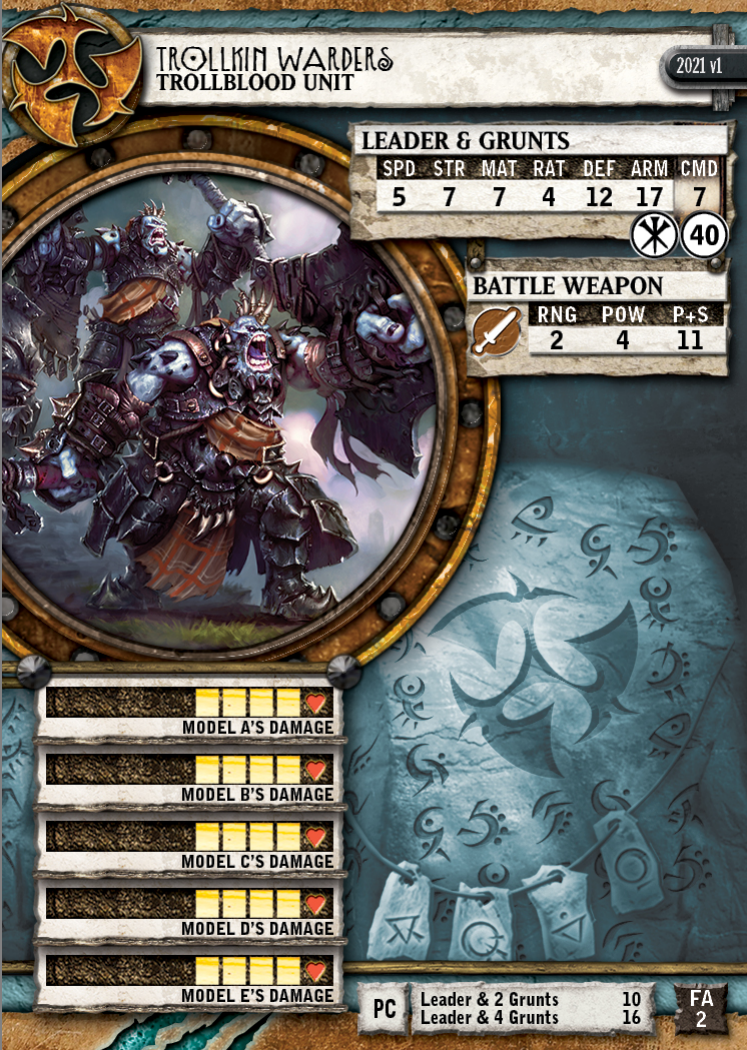 TROLLKIN WARDERS
TROLLBLOOD UNIT
2021 v1
LEADER & GRUNTS
SPD STR MAT RAT DEF ARM CMD
5 7 7 4 12 17 7
40
BATTLE WEAPON
RNG POW P+S
2 4 11
MODEL A'S DAMAGE
MODEL B'S DAMAGE
MODEL C'S DAMAGE
MODEL D'S DAMAGE
MODEL E'S DAMAGE
PC
Leader & 2 Grunts 10
Leader & 4 Grunts 16
FA
2